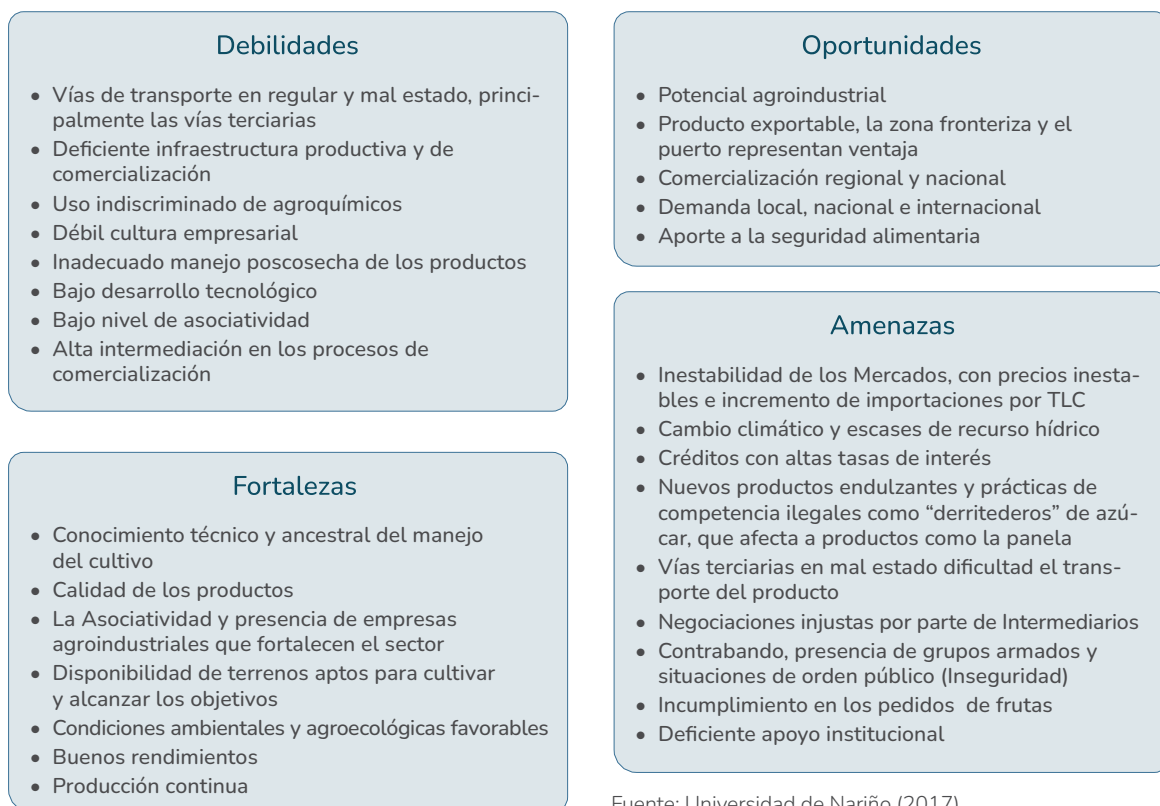 Debilidades
• Vías de transporte en regular y mal estado, princi-
palmente las vías terciarias
• Deficiente infraestructura productiva y de
comercialización
• Uso indiscriminado de agroquímicos
• Débil cultura empresarial
• Inadecuado manejo poscosecha de los productos
• Bajo desarrollo tecnológico
• Bajo nivel de asociatividad
• Alta intermediación en los procesos de
comercialización
Fortalezas
• Conocimiento técnico y ancestral del manejo
del cultivo
• Calidad de los productos
• La Asociatividad y presencia de empresas
agroindustriales que fortalecen el sector
• Disponibilidad de terrenos aptos para cultivar
y alcanzar los objetivos
• Condiciones ambientales y agroecológicas favorables
• Buenos rendimientos
• Producción continua
Oportunidades
• Potencial agroindustrial
• Producto exportable, la zona fronteriza y el
puerto representan ventaja
• Comercialización regional y nacional
• Demanda local, nacional e internacional
• Aporte a la seguridad alimentaria
Amenazas
• Inestabilidad de los Mercados, con precios inesta-
bles e incremento de importaciones por TLC
• Cambio climático y escases de recurso hídrico
• Créditos con altas tasas de interés
• Nuevos productos endulzantes y prácticas de
competencia ilegales como “derritederos” de azú-
car, que afecta a productos como la panela
• Vías terciarias en mal estado dificultad el trans-
porte del producto
• Negociaciones injustas por parte de Intermediarios
• Contrabando, presencia de grupos armados y
situaciones de orden público (Inseguridad)
• Incumplimiento en los pedidos de frutas
• Deficiente apoyo institucional
Fuente: Universidad de Nariño (2017)